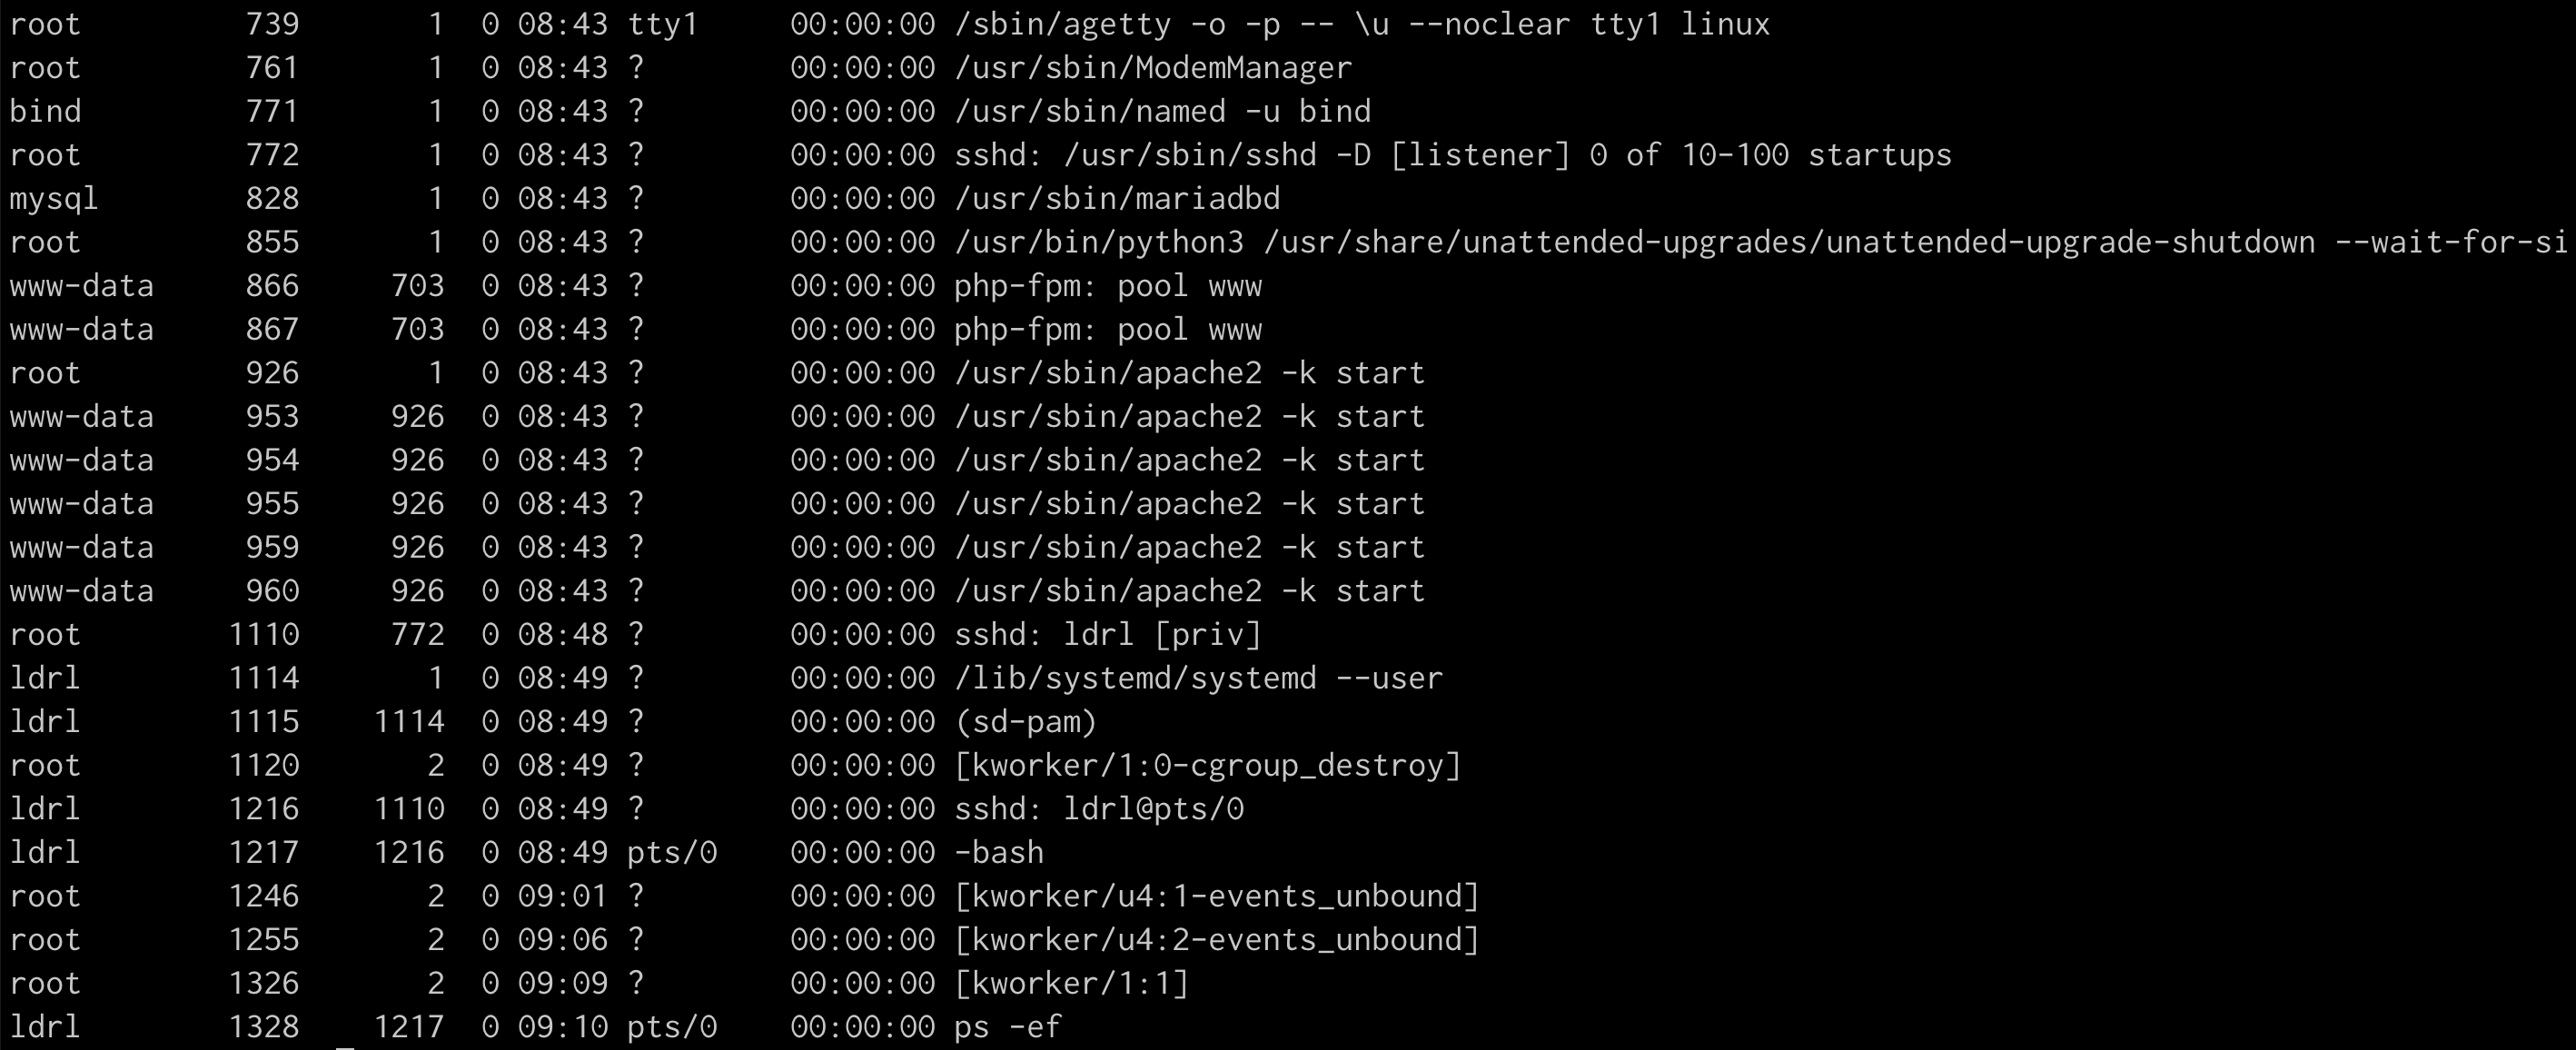 root         739       1  0 08:43 tty1     00:00:00 /sbin/agetty -o -p -- \u --noclear tty1 linux
root         761       1  0 08:43 ?        00:00:00 /usr/sbin/ModemManager
bind         771       1  0 08:43 ?        00:00:00 /usr/sbin/named -u bind
root         772       1  0 08:43 ?        00:00:00 sshd: /usr/sbin/sshd -D [listener] 0 of 10-100 startups
mysql        828       1  0 08:43 ?        00:00:00 /usr/sbin/mariadbd
root         855       1  0 08:43 ?        00:00:00 /usr/bin/python3 /usr/share/unattended-upgrades/unattended-upgrade-shutdown --wait-for-si
www-data     866     703  0 08:43 ?        00:00:00 php-fpm: pool www
www-data     867     703  0 08:43 ?        00:00:00 php-fpm: pool www
root         926       1  0 08:43 ?        00:00:00 /usr/sbin/apache2 -k start
www-data     953     926  0 08:43 ?        00:00:00 /usr/sbin/apache2 -k start
www-data     954     926  0 08:43 ?        00:00:00 /usr/sbin/apache2 -k start
www-data     955     926  0 08:43 ?        00:00:00 /usr/sbin/apache2 -k start
www-data     959     926  0 08:43 ?        00:00:00 /usr/sbin/apache2 -k start
www-data     960     926  0 08:43 ?        00:00:00 /usr/sbin/apache2 -k start
root        1110     772  0 08:48 ?        00:00:00 sshd: ldrl [priv]
ldrl        1114       1  0 08:49 ?        00:00:00 /lib/systemd/systemd --user
ldrl        1115    1114  0 08:49 ?        00:00:00 (sd-pam)
root        1120       2  0 08:49 ?        00:00:00 [kworker/1:0-cgroup_destroy]
ldrl        1216    1110  0 08:49 ?        00:00:00 sshd: ldrl@pts/0
ldrl        1217    1216  0 08:49 pts/0    00:00:00 -bash
root        1246       2  0 09:01 ?        00:00:00 [kworker/u4:1-events_unbound]
root        1255       2  0 09:06 ?        00:00:00 [kworker/u4:2-events_unbound]
root        1326       2  0 09:09 ?        00:00:00 [kworker/1:1]
ldrl        1328    1217  0 09:10 pts/0    00:00:00 ps -ef